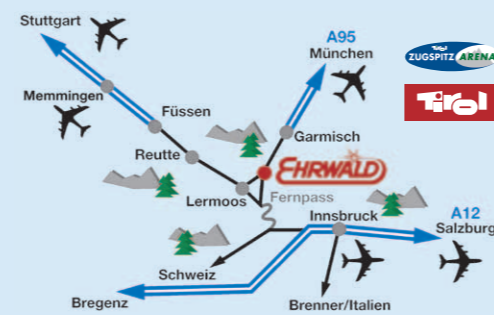 Stuttgart
A95
München
ZUGSPITZ ARENA
Tirol
Memmingen
Füssen
Garmisch
Reutte
EHRWALD
Lermoos
Fernpass
Innsbruck
A12
Salzburg
Schweiz
Bregenz
Brenner/Italien